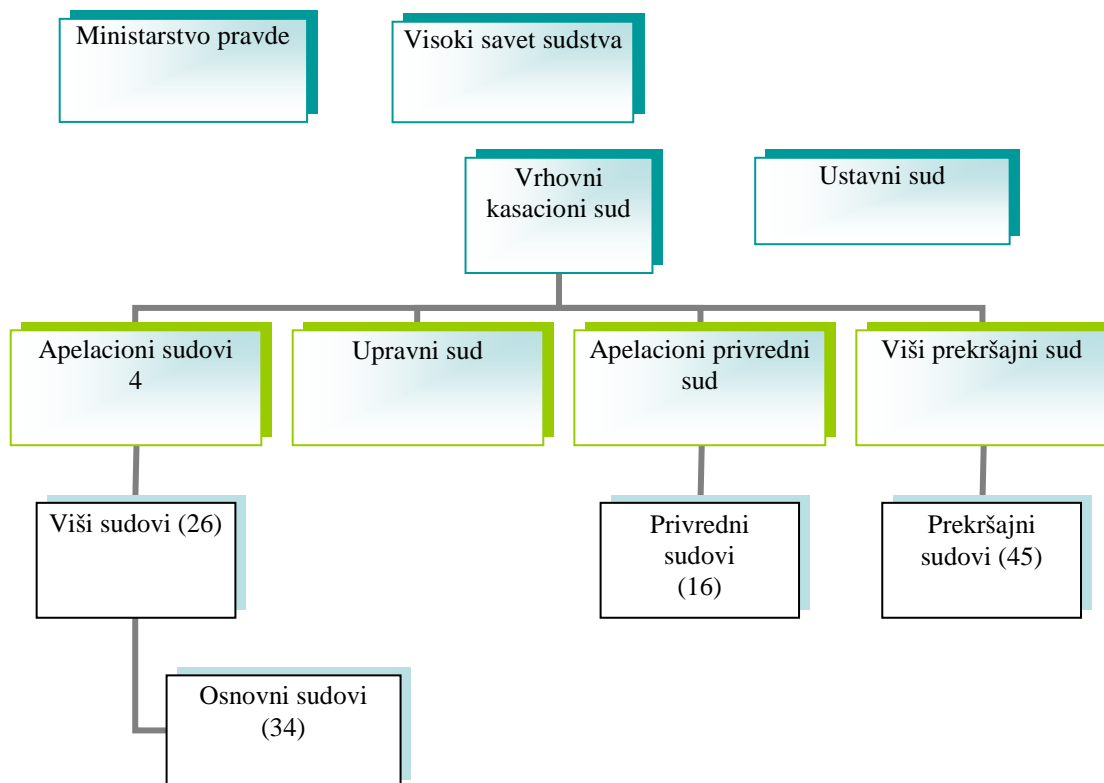 Ministarstvo pravde
Visoki savet sudstva
Vrhovni
kasacioni sud
Ustavni sud
Apelacioni sudovi
4
Upravni sud
Apelacioni privredni
sud
Viši prekršajni sud
Viši sudovi (26)
Privredni
sudovi
(16)
Prekršajni
sudovi (45)
Osnovni sudovi
(34)